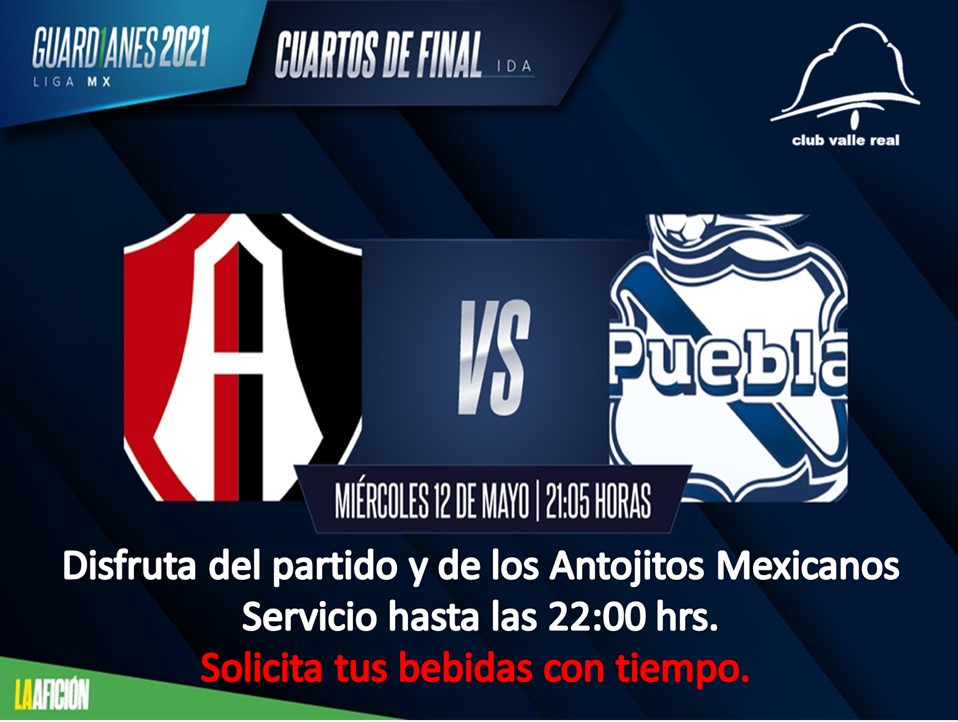 GUARD1ANES 2021
LIGA MX
CUARTOS DE FINAL IDA
club valle real
A
VS
Puebla
MIÉRCOLES 12 DE MAYO | 21:05 HORAS
Disfruta del partido y de los Antojitos Mexicanos
Servicio hasta las 22:00 hrs.
Solicita tus bebidas con tiempo.
LAAFICIÓN